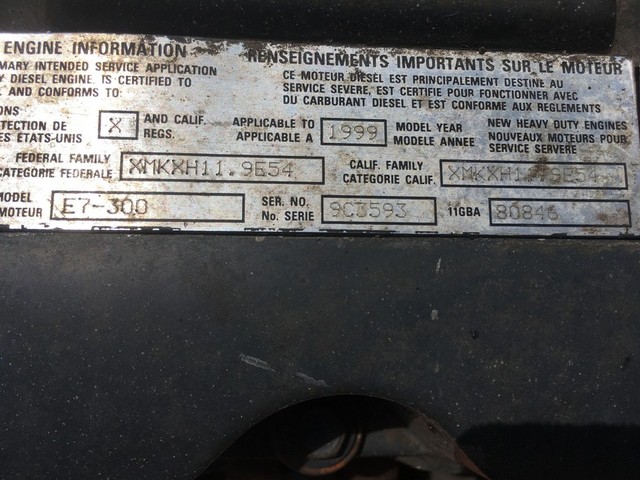 ENGINE INFORMATION
RENSEIGNEMENTS IMPORTANTS SUR LE MOTEUR
MARY INTENDED SERVICE APPLICATION
Y DIESEL ENGINE. IS CERTIFIED TO
L AND CONFORMS TO:
CE MOTEUR DIESEL EST PRINCIPALEMENT DESTINE AU
SERVICE SEVERE, EST CERTIFIE POUR FONCTIONNER AVEC
DU CARBURANT DIESEL ET EST CONFORME AUX REGLEMENTS
ONS
TECTION DE
ES ETATS-UNIS
X
AND CALIF.
REGS.
APPLICABLE TO
APPLICABLE A
1999
MODEL YEAR
MODELE ANNEE
NEW HEAVY DUTY ENGINES
NOUVEAUX MOTEURS POUR
SERVICE SERVERE
FEDERAL FAMILY
CATEGORIE FEDERALE
XMKXH11.9E54
CALIF. FAMILY
CATEGORIE CALIF.
XMKXH11.9E54
MODEL
MOTEUR
E7-300
SER. NO.
No. SERIE
9C3593
11GBA
80846